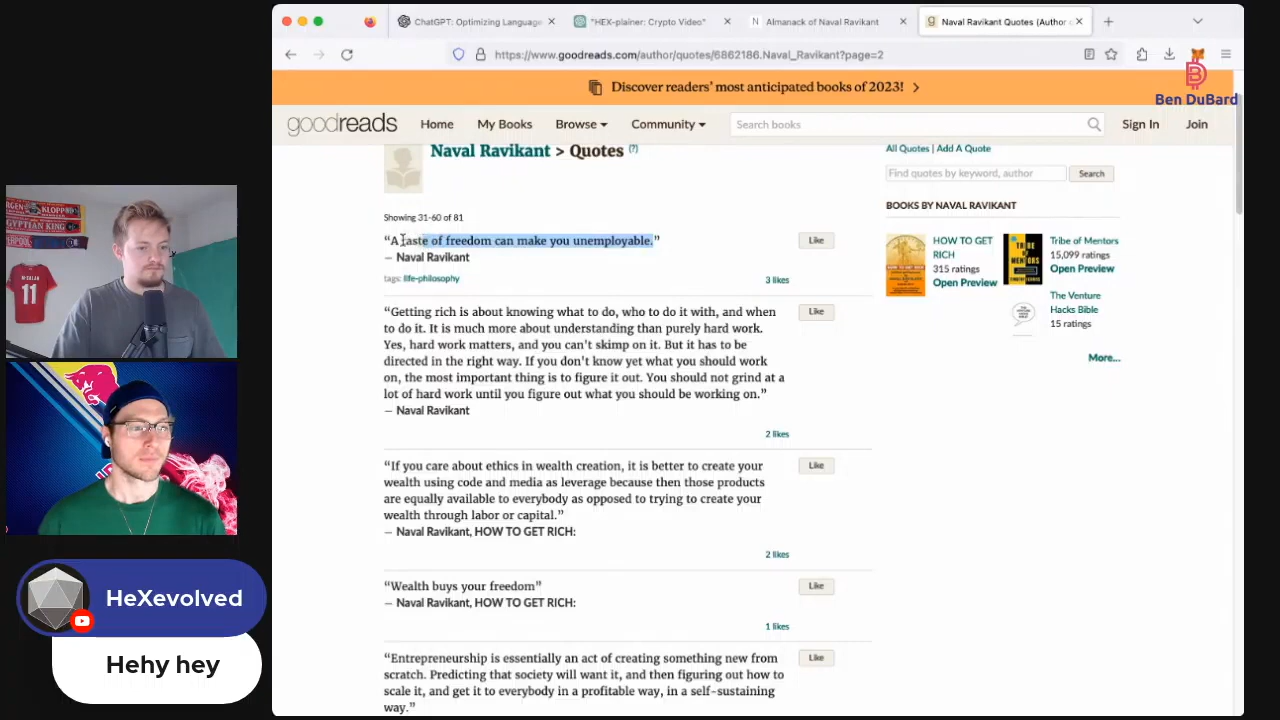 ChatGPT: Optimizing Language
"HEX-plainer: Crypto Video"
Almanack of Naval Ravikant
Naval Ravikant Quotes (Author
https://www.goodreads.com/author/quotes/6862186.Naval_Ravikant?page=2
Discover readers' most anticipated books of 2023!
Ben DuBard
goodreads
Home
My Books
Browse
Community
Search books
Sign In
Join
Naval Ravikant > Quotes (?)
All Quotes | Add A Quote
Find quotes by keyword, author
Search
Showing 31-60 of 81
BOOKS BY NAVAL RAVIKANT
“A taste of freedom can make you unemployable.”
Like
― Naval Ravikant
tags: life-philosophy
3 likes
HOW TO GET
RICH
315 ratings
Open Preview
TRIBE OF
MENTORS
Tribe of Mentors
15,099 ratings
Open Preview
The Venture
Hacks Bible
15 ratings
More...
“Getting rich is about knowing what to do, who to do it with, and when
to do it. It is much more about understanding than purely hard work.
Yes, hard work matters, and you can't skimp on it. But it has to be
directed in the right way. If you don't know yet what you should work
on, the most important thing is to figure it out. You should not grind at a
lot of hard work until you figure out what you should be working on.”
― Naval Ravikant
Like
2 likes
“If you care about ethics in wealth creation, it is better to create your
wealth using code and media as leverage because then those products
are equally available to everybody as opposed to trying to create your
wealth through labor or capital.”
― Naval Ravikant, HOW TO GET RICH:
Like
2 likes
“Wealth buys your freedom”
― Naval Ravikant, HOW TO GET RICH:
Like
1 likes
“Entrepreneurship is essentially an act of creating something new from
scratch. Predicting that society will want it, and then figuring out how to
scale it, and get it to everybody in a profitable way, in a self-sustaining
way.”
Like
KLOPP
EGYPTIAN KING
11
HeXevolved
Hehy hey